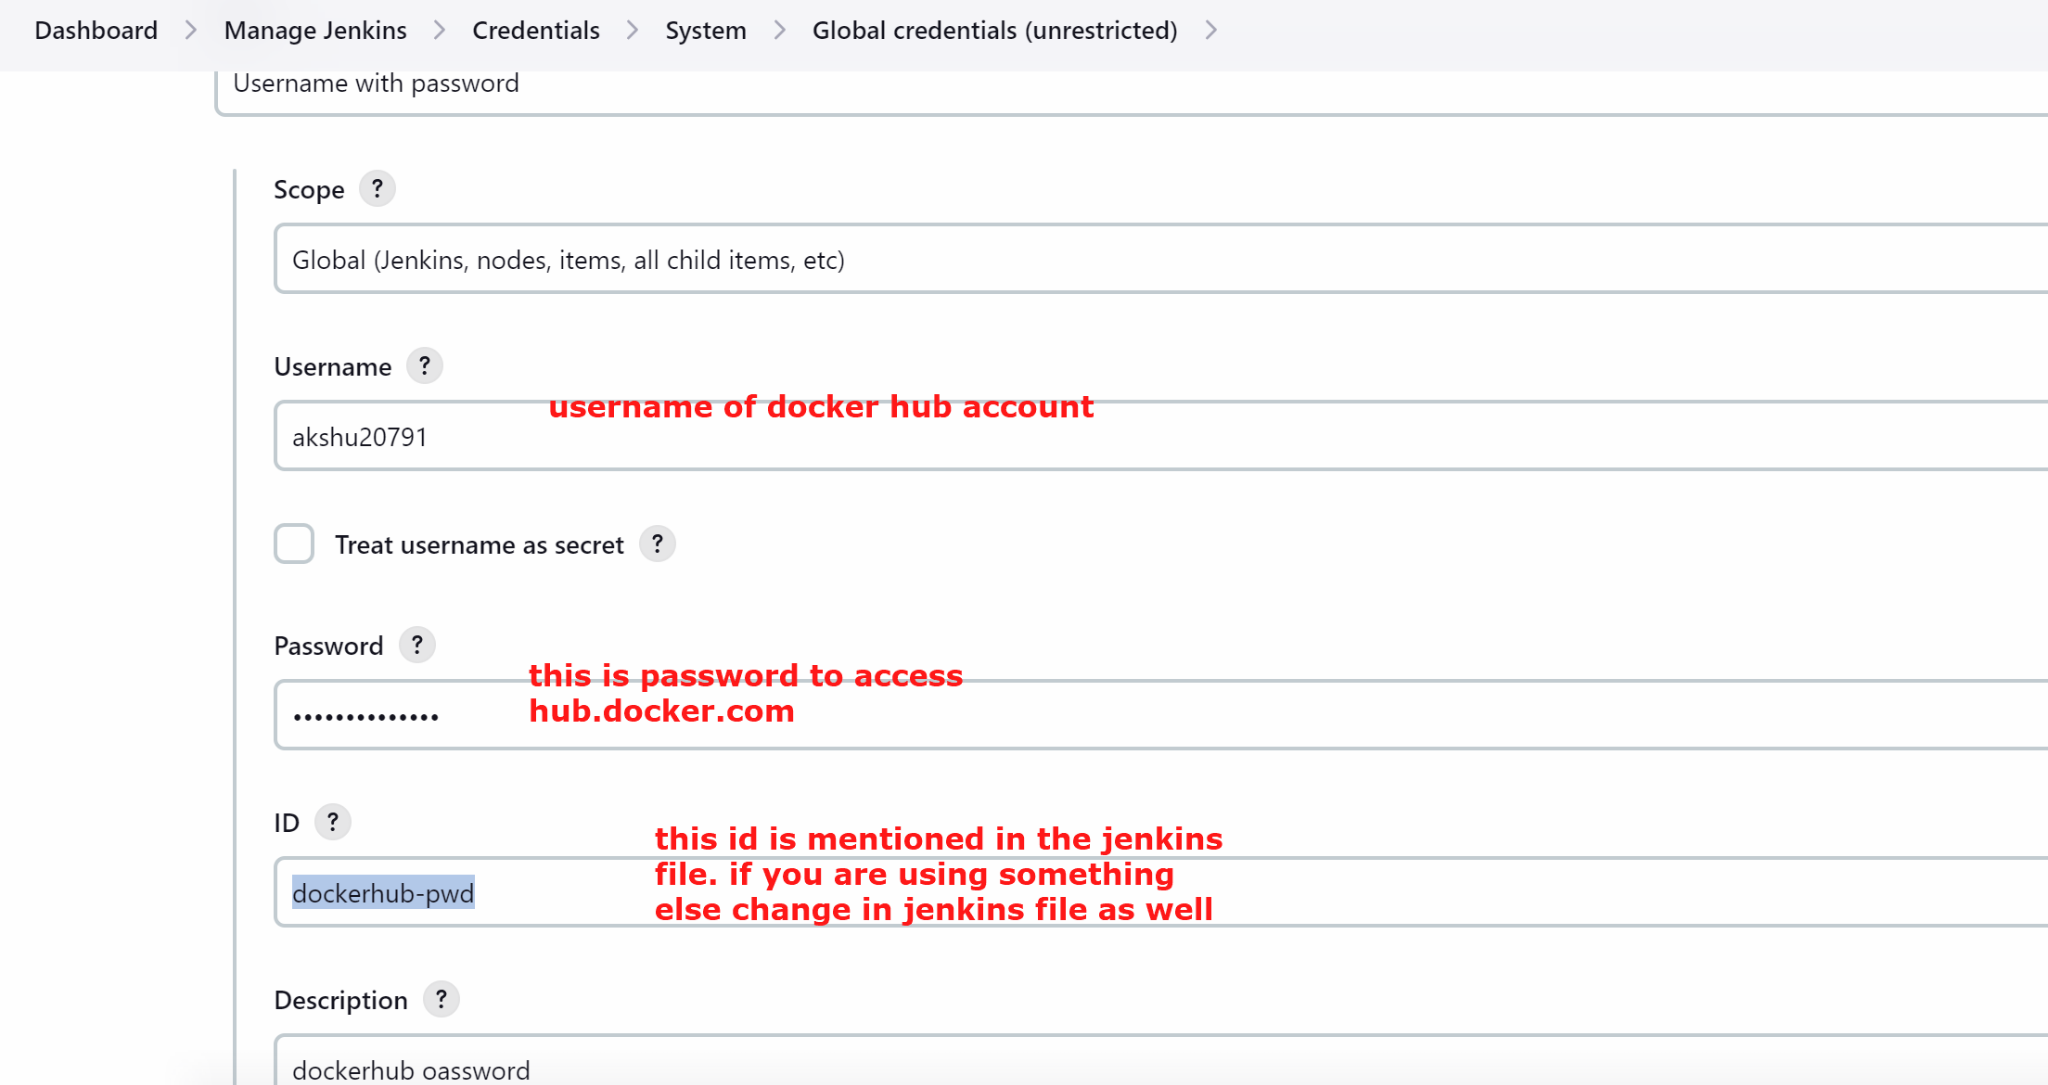 Dashboard > Manage Jenkins > Credentials > System > Global credentials (unrestricted) >
Username with password
Scope ?
Global (Jenkins, nodes, items, all child items, etc)
Username ?
username of docker hub account
akshu20791
Treat username as secret ?
Password ?
this is password to access
hub.docker.com
••••••••••••••
ID ?
this id is mentioned in the jenkins
file. if you are using something
else change in jenkins file as well
dockerhub-pwd
Description ?
dockerhub oassword